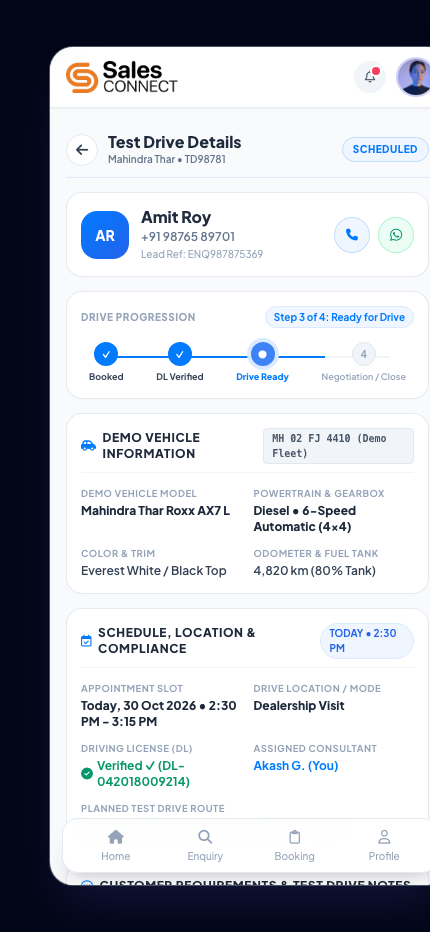 Sales
CONNECT
Test Drive Details
Mahindra Thar • TD98781
SCHEDULED
AR
Amit Roy
+91 98765 89701
Lead Ref: ENQ987875369
DRIVE PROGRESSION
Step 3 of 4: Ready for Drive
4
Booked
DL Verified
Drive Ready
Negotiation / Close
DEMO VEHICLE
INFORMATION
MH 02 FJ 4410 (Demo
Fleet)
DEMO VEHICLE MODEL
Mahindra Thar Roxx AX7 L
POWERTRAIN & GEARBOX
Diesel • 6-Speed
Automatic (4×4)
COLOR & TRIM
Everest White / Black Top
ODOMETER & FUEL TANK
4,820 km (80% Tank)
SCHEDULE, LOCATION &
COMPLIANCE
TODAY • 2:30
PM
APPOINTMENT SLOT
Today, 30 Oct 2026 • 2:30
PM – 3:15 PM
DRIVE LOCATION / MODE
Dealership Visit
DRIVING LICENSE (DL)
Verified ✓ (DL-
042018009214)
ASSIGNED CONSULTANT
Akash G. (You)
PLANNED TEST DRIVE ROUTE
Home
Enquiry
Booking
Profile
CUSTOMER REQUIREMENTS & TEST DRIVE NOTES